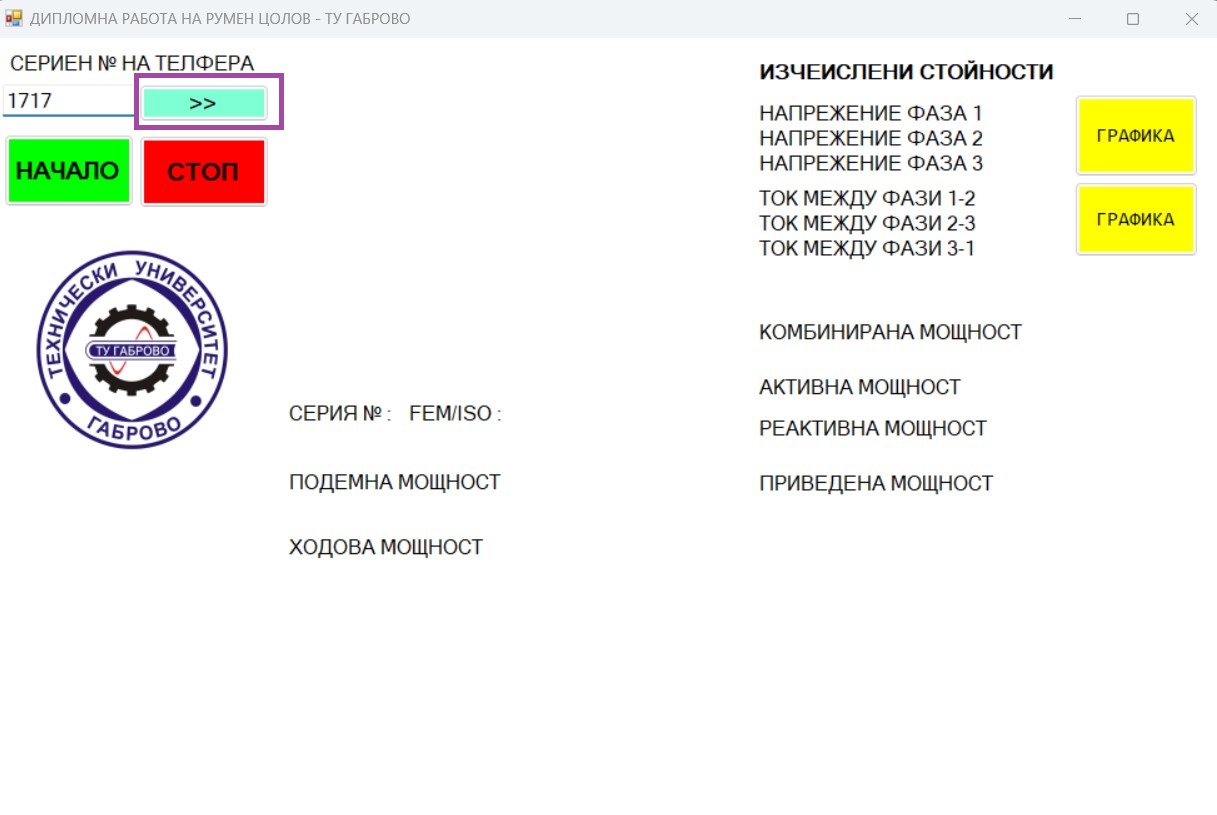 ДИПЛОМНА РАБОТА НА РУМЕН ЦОЛОВ - ТУ ГАБРОВО
СЕРИЕН № НА ТЕЛФЕРА
1717
>>
НАЧАЛО
СТОП
ТЕХНИЧЕСКИ УНИВЕРСИТЕТ
ТУ ГАБРОВО
ГАБРОВО
СЕРИЯ № : FEM/ISO :
ПОДЕМНА МОЩНОСТ
ХОДОВА МОЩНОСТ
ИЗЧЕИСЛЕНИ СТОЙНОСТИ
НАПРЕЖЕНИЕ ФАЗА 1
НАПРЕЖЕНИЕ ФАЗА 2
НАПРЕЖЕНИЕ ФАЗА 3
ГРАФИКА
ТОК МЕЖДУ ФАЗИ 1-2
ТОК МЕЖДУ ФАЗИ 2-3
ТОК МЕЖДУ ФАЗИ 3-1
ГРАФИКА
КОМБИНИРАНА МОЩНОСТ
АКТИВНА МОЩНОСТ
РЕАКТИВНА МОЩНОСТ
ПРИВЕДЕНА МОЩНОСТ